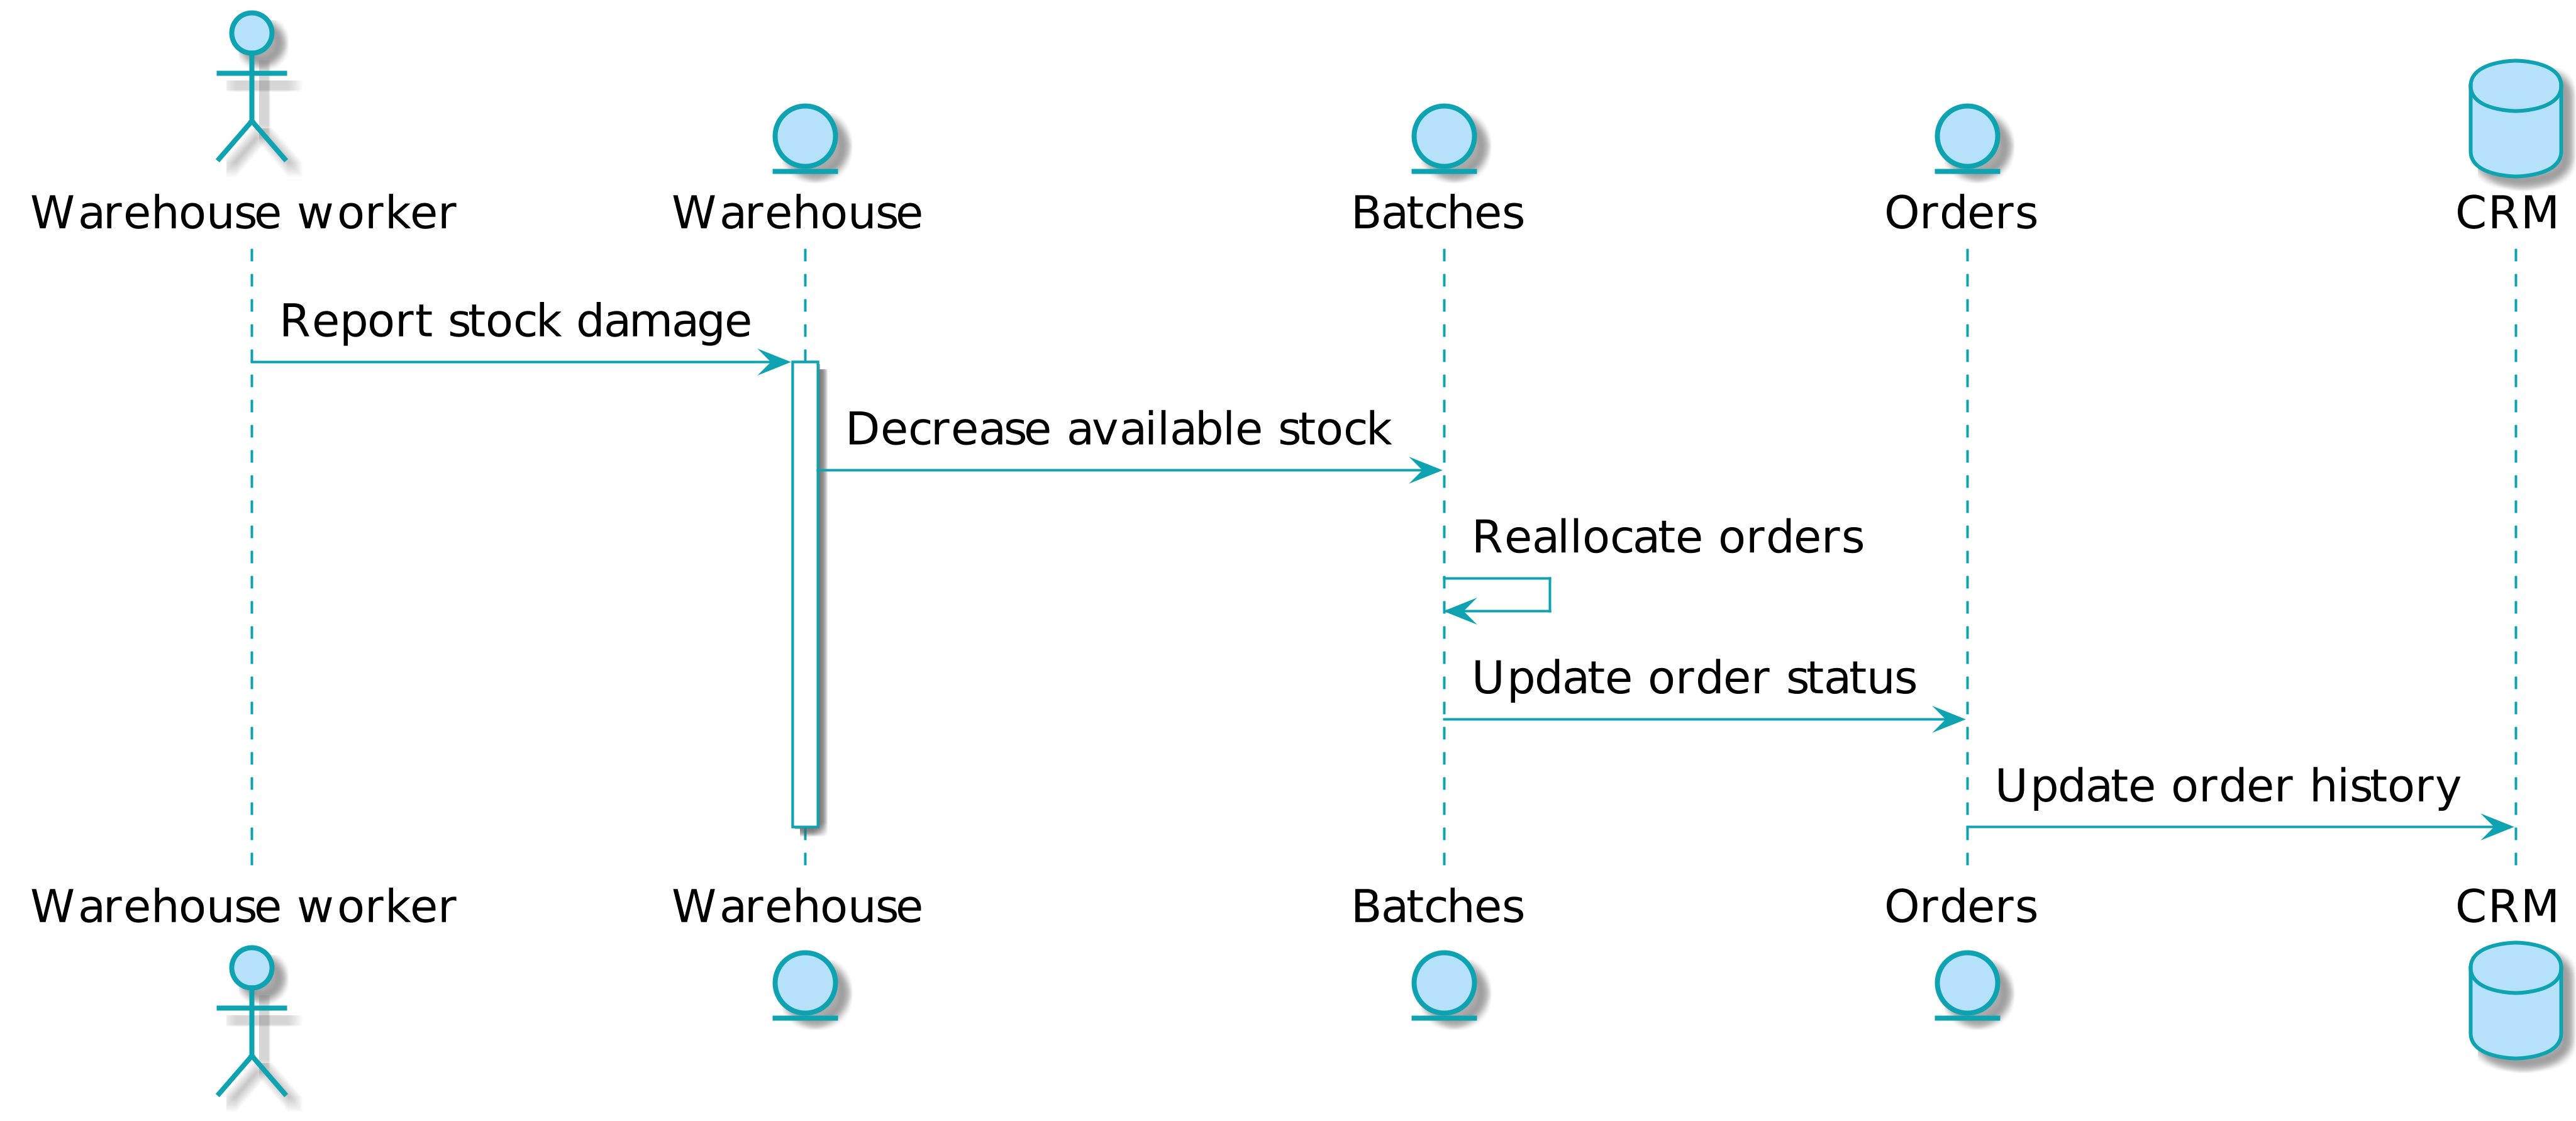 Warehouse worker
Warehouse
Batches
Orders
CRM
Report stock damage
Decrease available stock
Reallocate orders
Update order status
Update order history
Warehouse worker
Warehouse
Batches
Orders
CRM